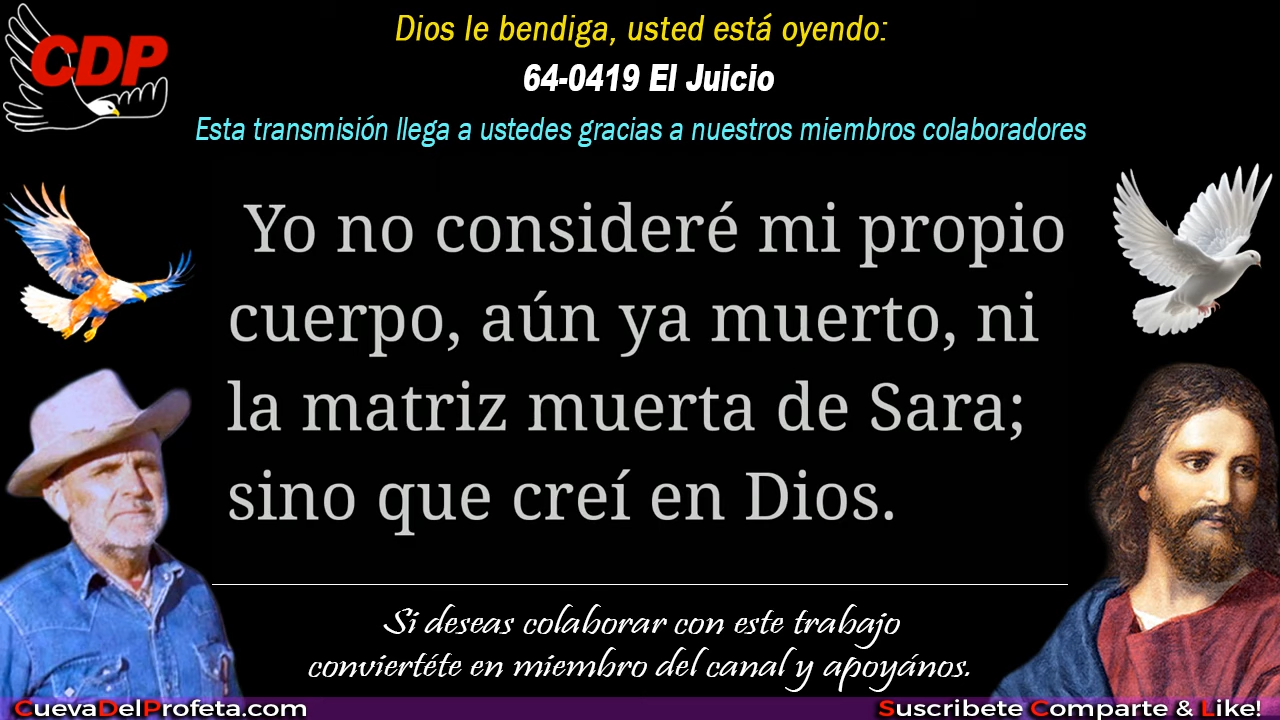 CDP
Dios le bendiga, usted está oyendo:
64-0419 El Juicio
Esta transmisión llega a ustedes gracias a nuestros miembros colaboradores
Yo no consideré mi propio
cuerpo, aún ya muerto, ni
la matriz muerta de Sara;
sino que creí en Dios.
Si deseas colaborar con este trabajo
conviertéte en miembro del canal y apoyános.
CuevaDelProfeta.com
Suscribete Comparte & Like!